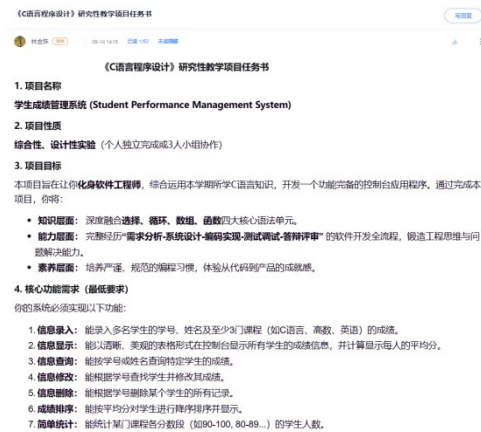 《C语言程序设计》研究性教学项目任务书
写回复
林金珠
08-14 14:18
已读 1/63
未读提醒
《C语言程序设计》研究性教学项目任务书
1. 项目名称
学生成绩管理系统 (Student Performance Management System)
2. 项目性质
综合性、设计性实验（个人独立完成或3人小组协作）
3. 项目目标
本项目旨在让你化身软件工程师，综合运用本学期所学C语言知识，开发一个功能完备的控制台应用程序。通过完成本
项目，你将：
• 知识层面： 深度融合选择、循环、数组、函数四大核心语法单元。
• 能力层面： 完整经历“需求分析-系统设计-编码实现-测试调试-答辩评审” 的软件开发全流程，锻造工程思维与问
题解决能力。
• 素养层面： 培养严谨、规范的编程习惯，体验从代码到产品的成就感。
4. 核心功能需求（最低要求）
你的系统必须实现以下功能：
1. 信息录入： 能录入多名学生的学号、姓名及至少3门课程（如C语言、高数、英语）的成绩。
2. 信息显示： 能以清晰、美观的表格形式在控制台显示所有学生的成绩信息，并计算显示每人的平均分。
3. 信息查询： 能按学号或姓名查询特定学生的成绩。
4. 信息修改： 能根据学号查找学生并修改其成绩。
5. 信息删除： 能根据学号删除某个学生的所有记录。
6. 成绩排序： 能按平均分对学生进行降序排序并显示。
7. 简单统计： 能统计某门课程各分数段（如90-100, 80-89...）的学生人数。